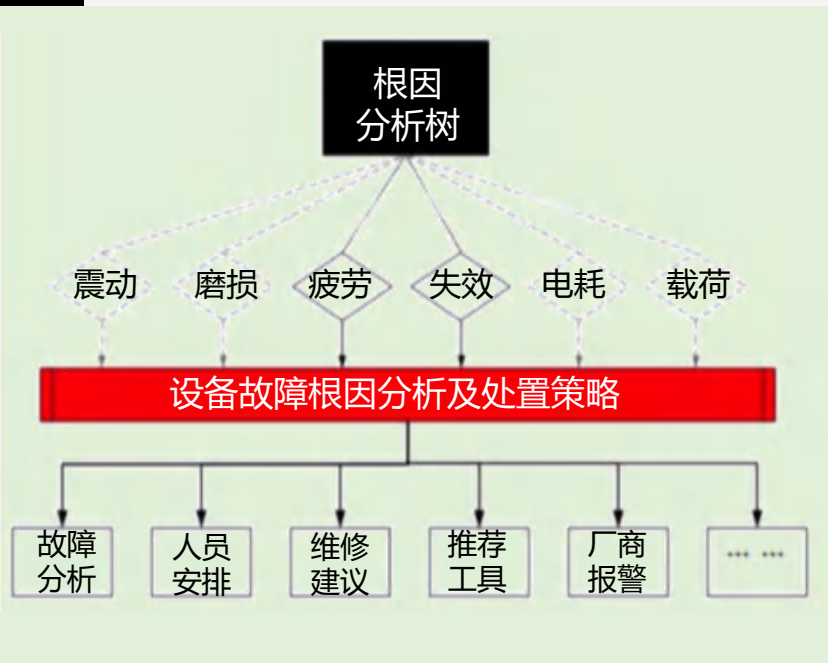 根因
分析树
震动 磨损 疲劳 失效 电耗 载荷
设备故障根因分析及处置策略
故障 人员 维修 推荐 厂商 … …
分析 安排 建议 工具 报警